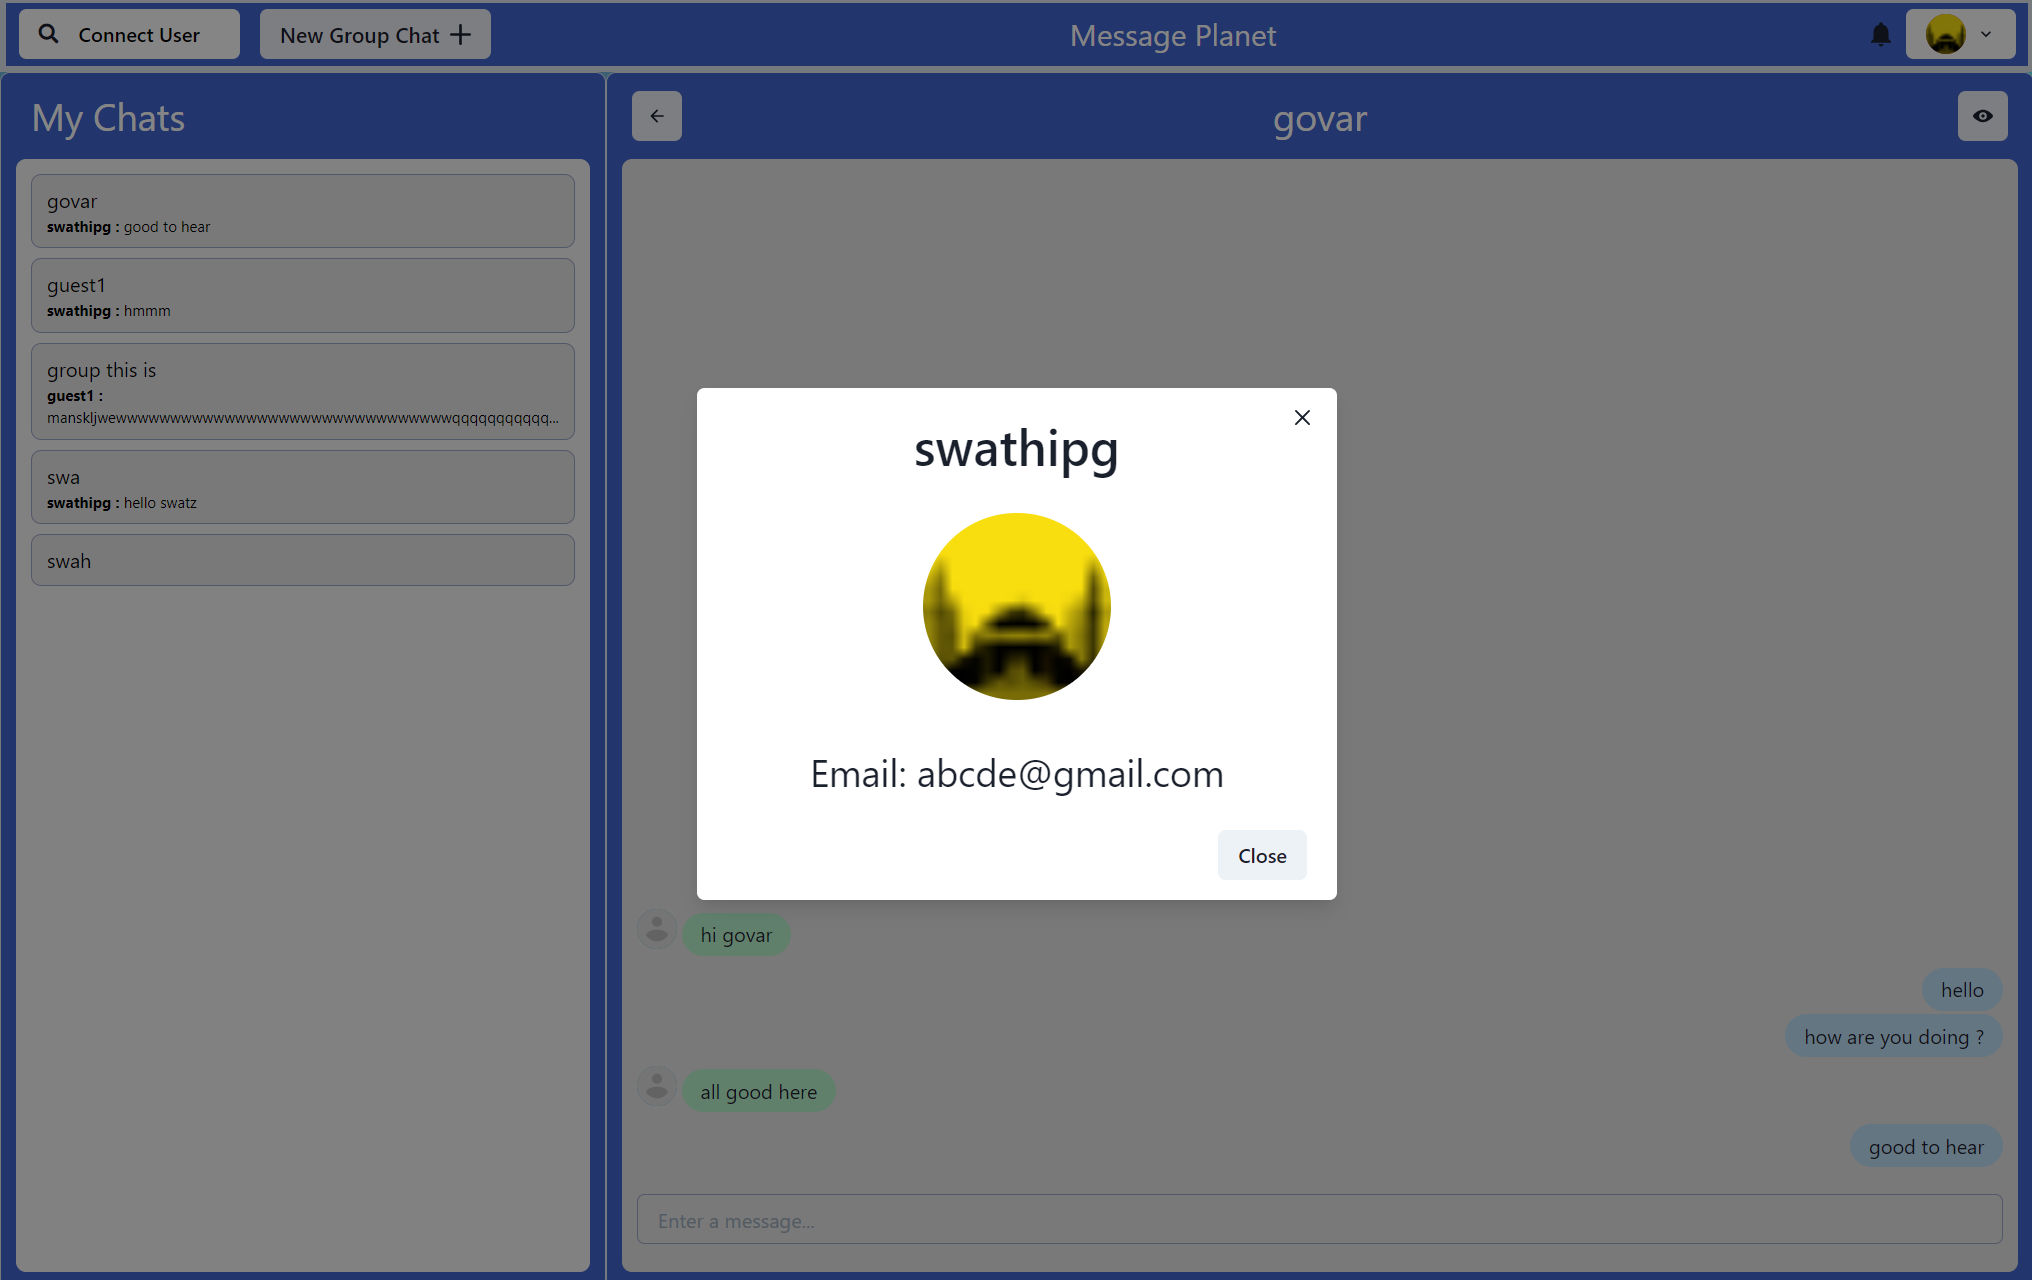 Connect User
New Group Chat
Message Planet
My Chats
govar
swathipg : good to hear
guest1
swathipg : hmmm
group this is
guest1 :
swa
swathipg : hello swatz
swah
govar
swathipg
Email: abcde@gmail.com
Close
hi govar
hello
how are you doing ?
all good here
good to hear
Enter a message...